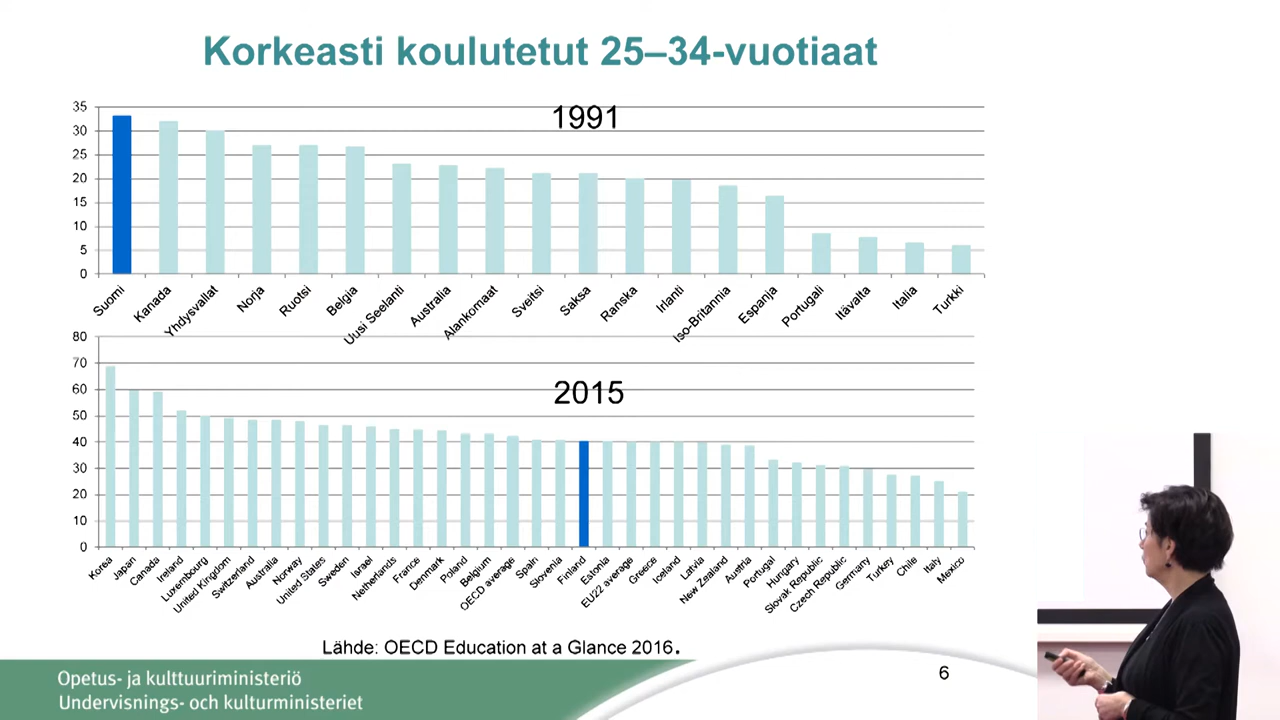 Korkeasti koulutetut 25–34-vuotiaat
1991
35
30
25
20
15
10
5
0
Suomi
Kanada
Yhdysvallat
Norja
Ruotsi
Belgia
Uusi Seelanti
Australia
Alankomaat
Sveitsi
Saksa
Ranska
Irlanti
Iso-Britannia
Espanja
Portugali
Itävalta
Italia
Turkki
2015
80
70
60
50
40
30
20
10
0
Korea
Japan
Canada
Ireland
Luxembourg
United Kingdom
Switzerland
Australia
Norway
United States
Sweden
Israel
Netherlands
France
Denmark
Poland
Belgium
OECD average
Spain
Slovenia
Finland
Estonia
EU22 average
Greece
Iceland
Latvia
New Zealand
Austria
Portugal
Hungary
Slovak Republic
Czech Republic
Germany
Turkey
Chile
Italy
Mexico
Lähde: OECD Education at a Glance 2016.
Opetus- ja kulttuuriministeriö
Undervisnings- och kulturministeriet
6